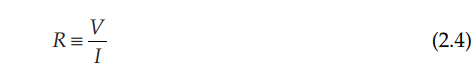 R ≡ V/I (2.4)